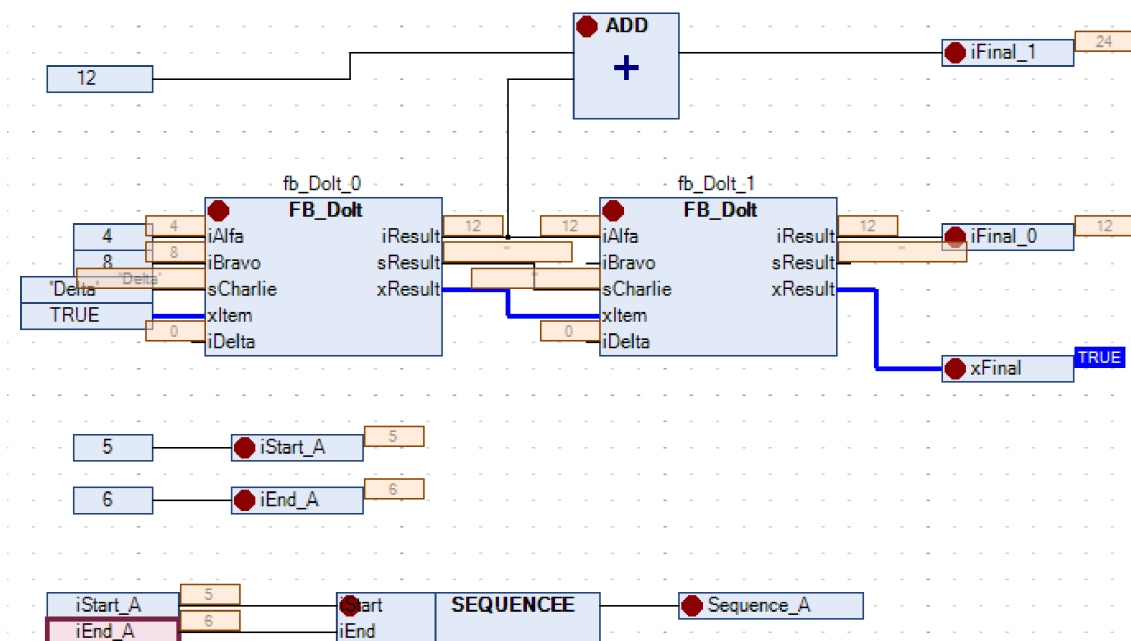 ADD
24
iFinal_1
12
+
fb_DoIt_0
fb_DoIt_1
FB_DoIt
FB_DoIt
4
4
iAlfa
iResult
12
12
iAlfa
iResult
12
iFinal_0
12
8
8
iBravo
sResult
''
iBravo
sResult
''
'Delta'
'Delta'
sCharlie
xResult
''
sCharlie
xResult
TRUE
xItem
xItem
0
iDelta
0
iDelta
TRUE
xFinal
5
iStart_A
5
6
iEnd_A
6
iStart_A
5
SEQUENCEE
Sequence_A
iEnd_A
6
iEnd